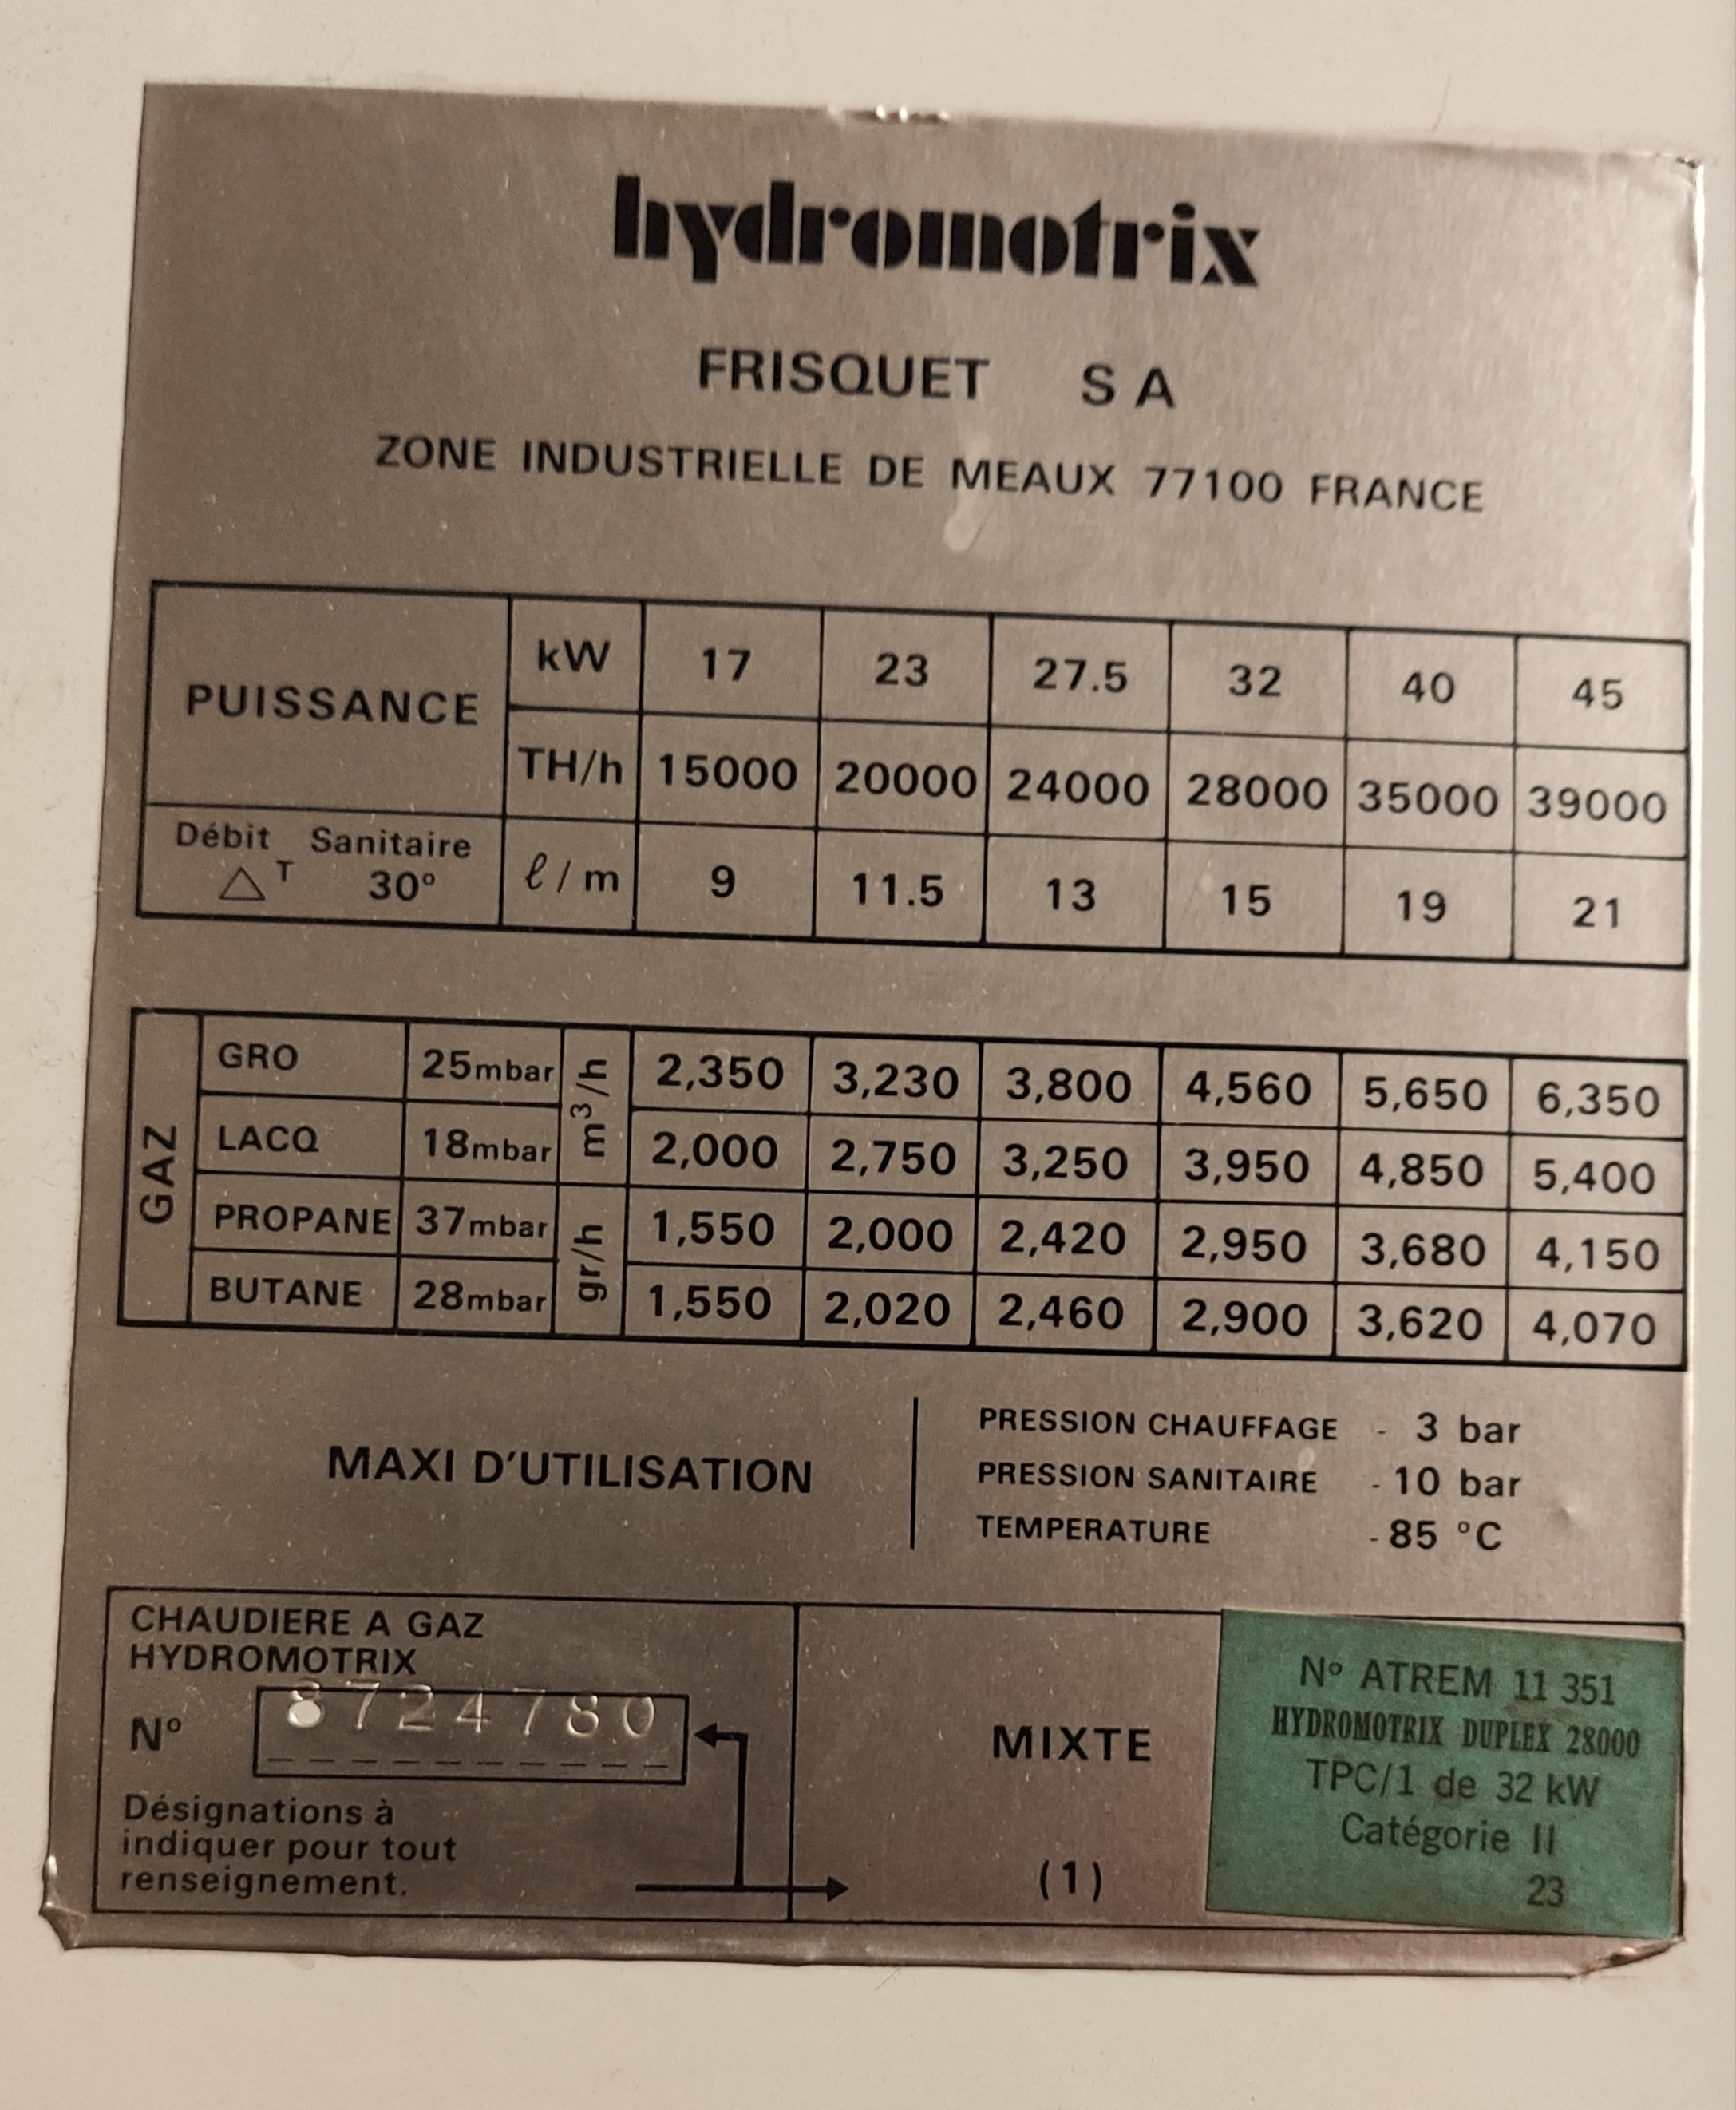 hydromotrix
FRISQUET SA
ZONE INDUSTRIELLE DE MEAUX 77100 FRANCE
PUISSANCE kW 17 23 27.5 32 40 45
TH/h 15000 20000 24000 28000 35000 39000
Débit Sanitaire △T 30° ℓ/m 9 11.5 13 15 19 21
GAZ
GRO 25mbar m³/h 2,350 3,230 3,800 4,560 5,650 6,350
LACQ 18mbar 2,000 2,750 3,250 3,950 4,850 5,400
PROPANE 37mbar gr/h 1,550 2,000 2,420 2,950 3,680 4,150
BUTANE 28mbar 1,550 2,020 2,460 2,900 3,620 4,070
MAXI D'UTILISATION
PRESSION CHAUFFAGE - 3 bar
PRESSION SANITAIRE - 10 bar
TEMPERATURE - 85 °C
CHAUDIERE A GAZ
HYDROMOTRIX
N° 8724780
Désignations à
indiquer pour tout
renseignement.
MIXTE
(1)
N° ATREM 11 351
HYDROMOTRIX DUPLEX 28000
TPC/1 de 32 kW
Catégorie II
23